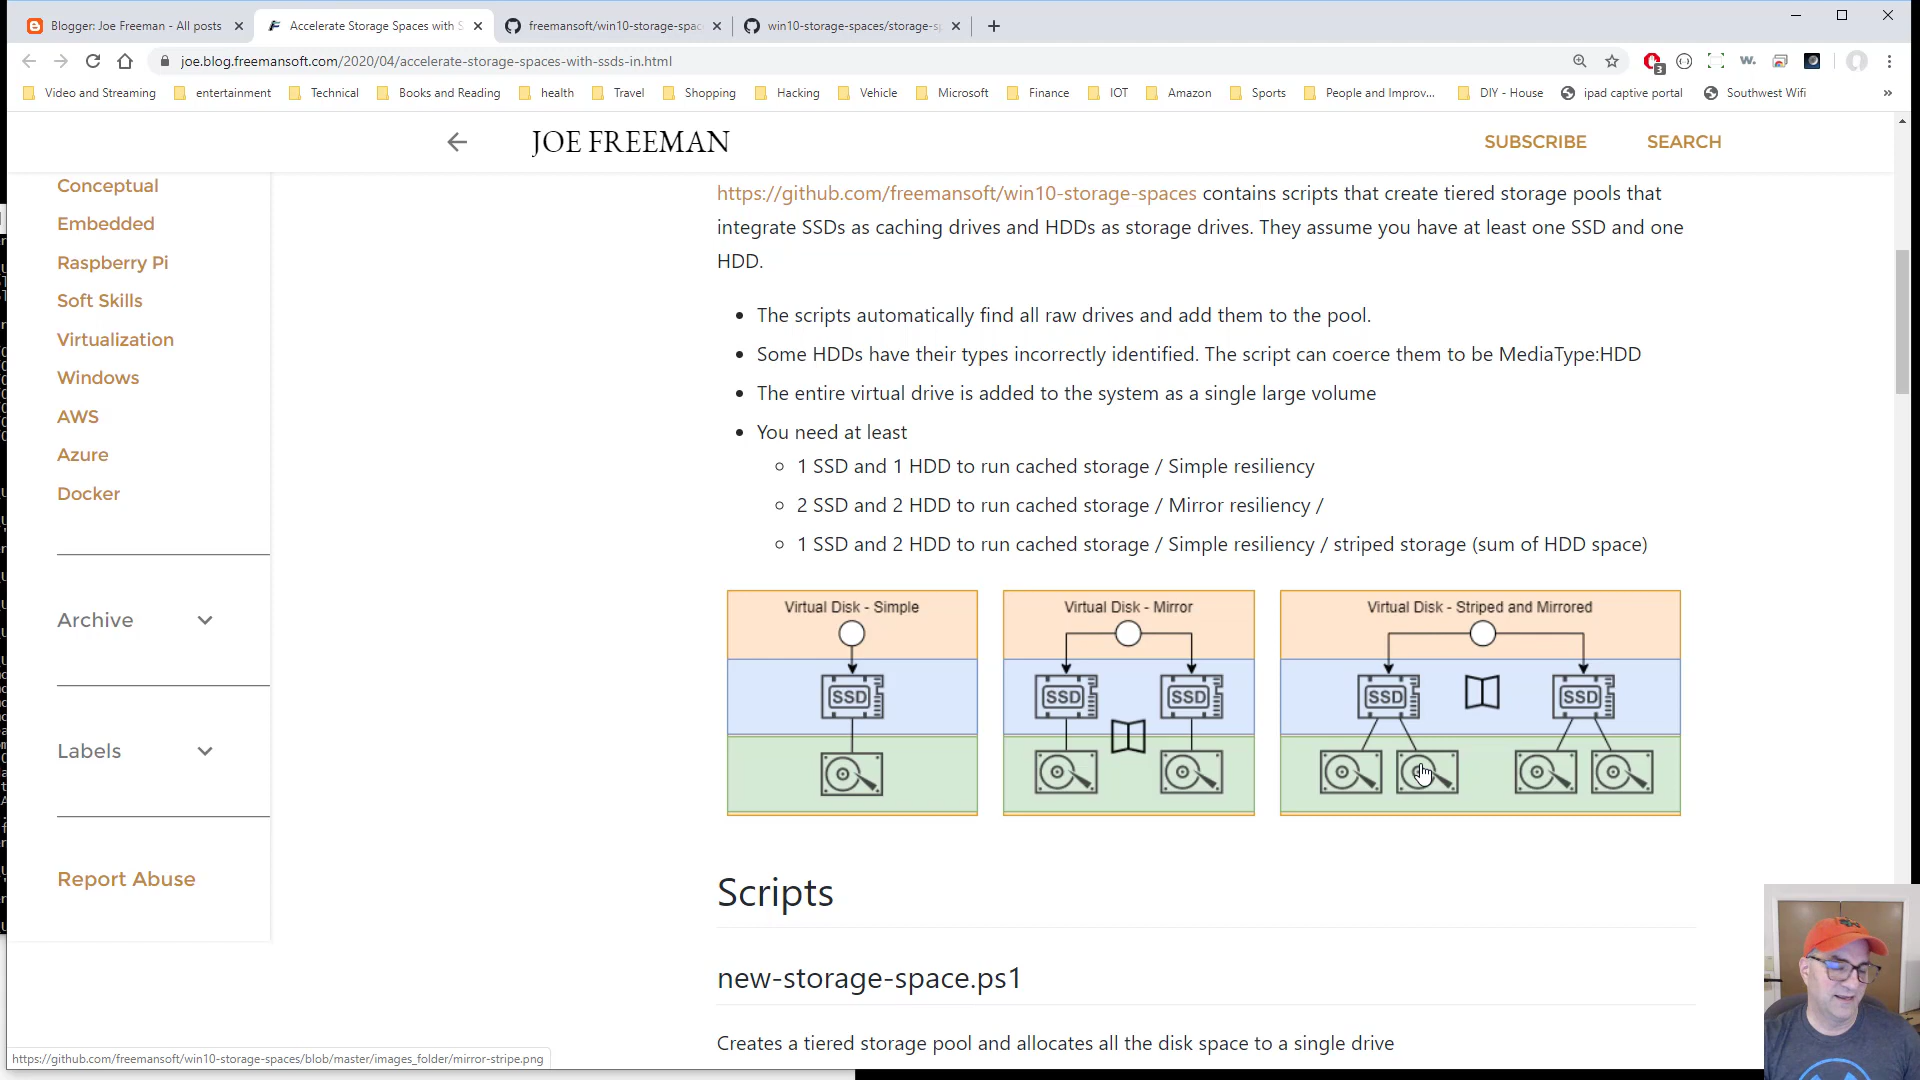 Blogger: Joe Freeman - All posts
Accelerate Storage Spaces with S
freemansoft/win10-storage-spac
win10-storage-spaces/storage-s
joe.blog.freemansoft.com/2020/04/accelerate-storage-spaces-with-ssds-in.html
3
W.
Video and Streaming
entertainment
Technical
Books and Reading
health
Travel
Shopping
Hacking
Vehicle
Microsoft
Finance
IOT
Amazon
Sports
People and Improv...
DIY - House
ipad captive portal
Southwest Wifi
»
JOE FREEMAN
SUBSCRIBE
SEARCH
Conceptual
Embedded
Raspberry Pi
Soft Skills
Virtualization
Windows
AWS
Azure
Docker
Archive
Labels
Report Abuse
https://github.com/freemansoft/win10-storage-spaces contains scripts that create tiered storage pools that
integrate SSDs as caching drives and HDDs as storage drives. They assume you have at least one SSD and one
HDD.
• The scripts automatically find all raw drives and add them to the pool.
• Some HDDs have their types incorrectly identified. The script can coerce them to be MediaType:HDD
• The entire virtual drive is added to the system as a single large volume
• You need at least
○ 1 SSD and 1 HDD to run cached storage / Simple resiliency
○ 2 SSD and 2 HDD to run cached storage / Mirror resiliency /
○ 1 SSD and 2 HDD to run cached storage / Simple resiliency / striped storage (sum of HDD space)
Virtual Disk - Simple
SSD
Virtual Disk - Mirror
SSD
SSD
Virtual Disk - Striped and Mirrored
SSD
SSD
Scripts
new-storage-space.ps1
Creates a tiered storage pool and allocates all the disk space to a single drive
https://github.com/freemansoft/win10-storage-spaces/blob/master/images_folder/mirror-stripe.png